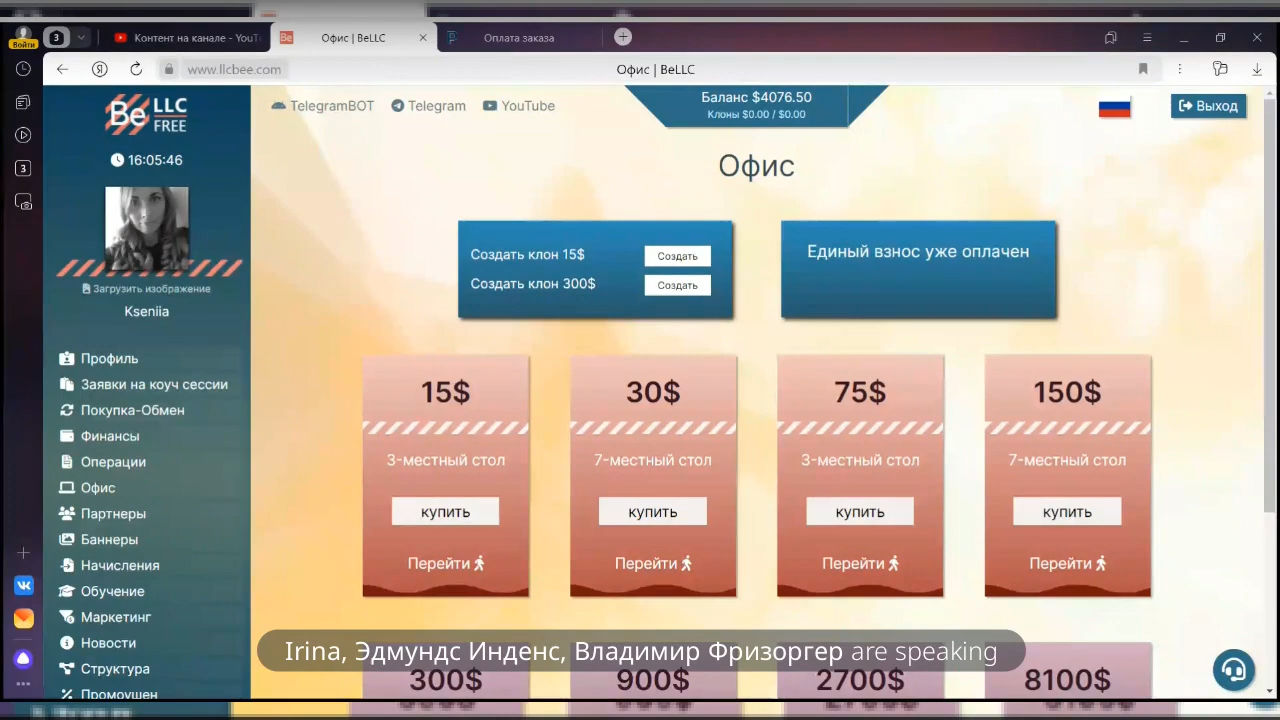 Войти
3
Контент на канале - YouT
Be
Офис | BeLLC
Оплата заказа
www.llcbee.com
Офис | BeLLC
3
Be LLC
FREE
16:05:46
Загрузить изображение
Kseniia
Профиль
Заявки на коуч сессии
Покупка-Обмен
Финансы
Операции
Офис
Партнеры
Баннеры
Начисления
Обучение
Маркетинг
Новости
Структура
Промоушен
TelegramBOT
Telegram
YouTube
Баланс $4076.50
Клоны $0.00 / $0.00
Выход
Офис
Создать клон 15$
Создать
Создать клон 300$
Создать
Единый взнос уже оплачен
15$
3-местный стол
купить
Перейти
30$
7-местный стол
купить
Перейти
75$
3-местный стол
купить
Перейти
150$
7-местный стол
купить
Перейти
Irina, Эдмундс Инденс, Владимир Фризоргер are speaking
300$
900$
2700$
8100$